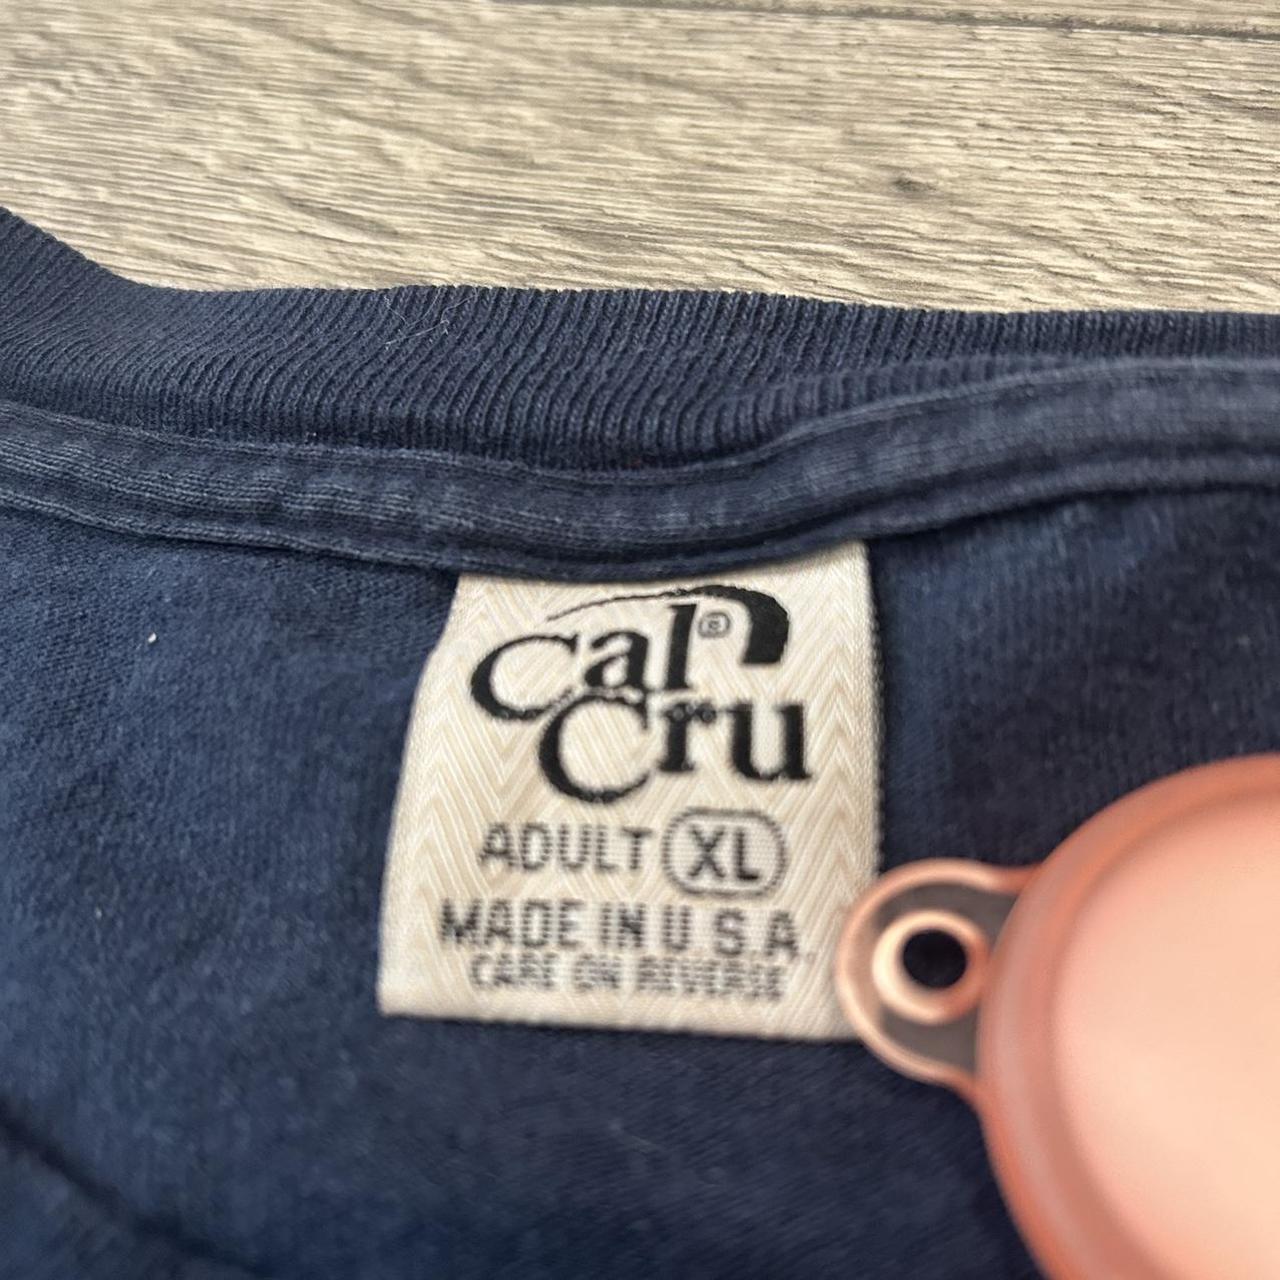 Cal®
Cru
ADULT XL
MADE IN U.S.A.
CARE ON REVERSE